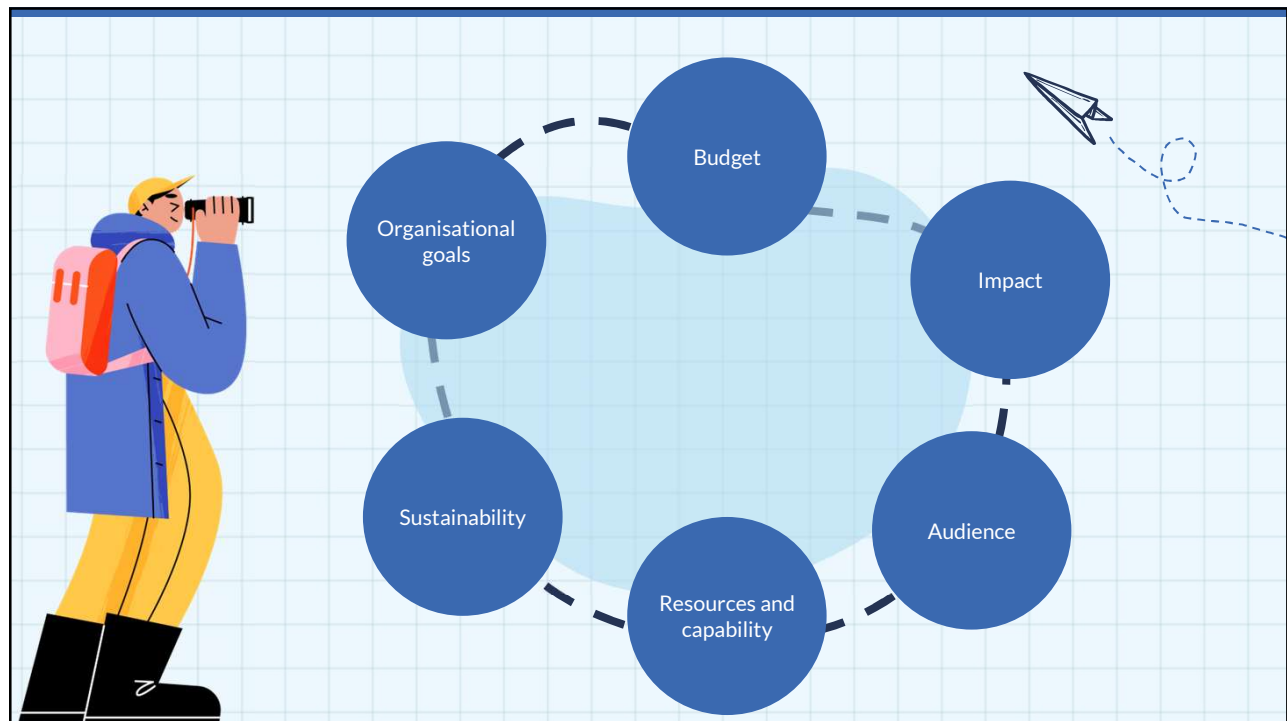 Budget
Organisational
goals
Impact
Sustainability
Audience
Resources and
capability